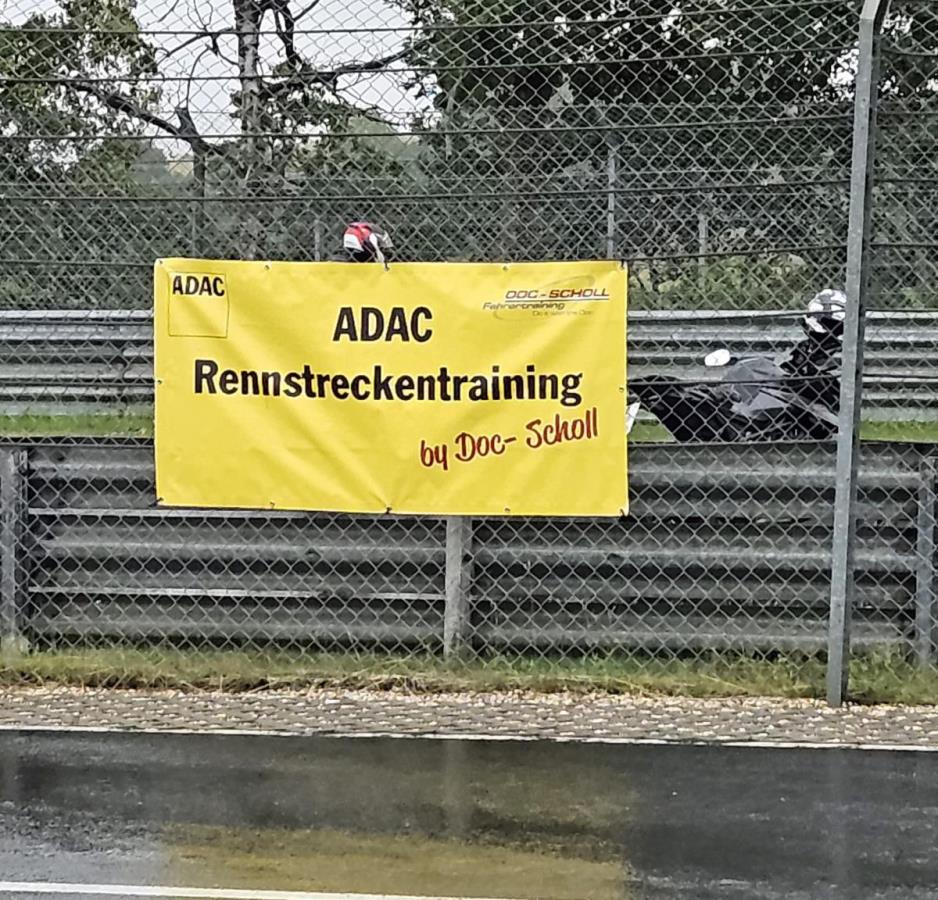 ADAC
DOC-SCHOLL
Fahrertraining
ADAC
Rennstreckentraining
by Doc- Scholl